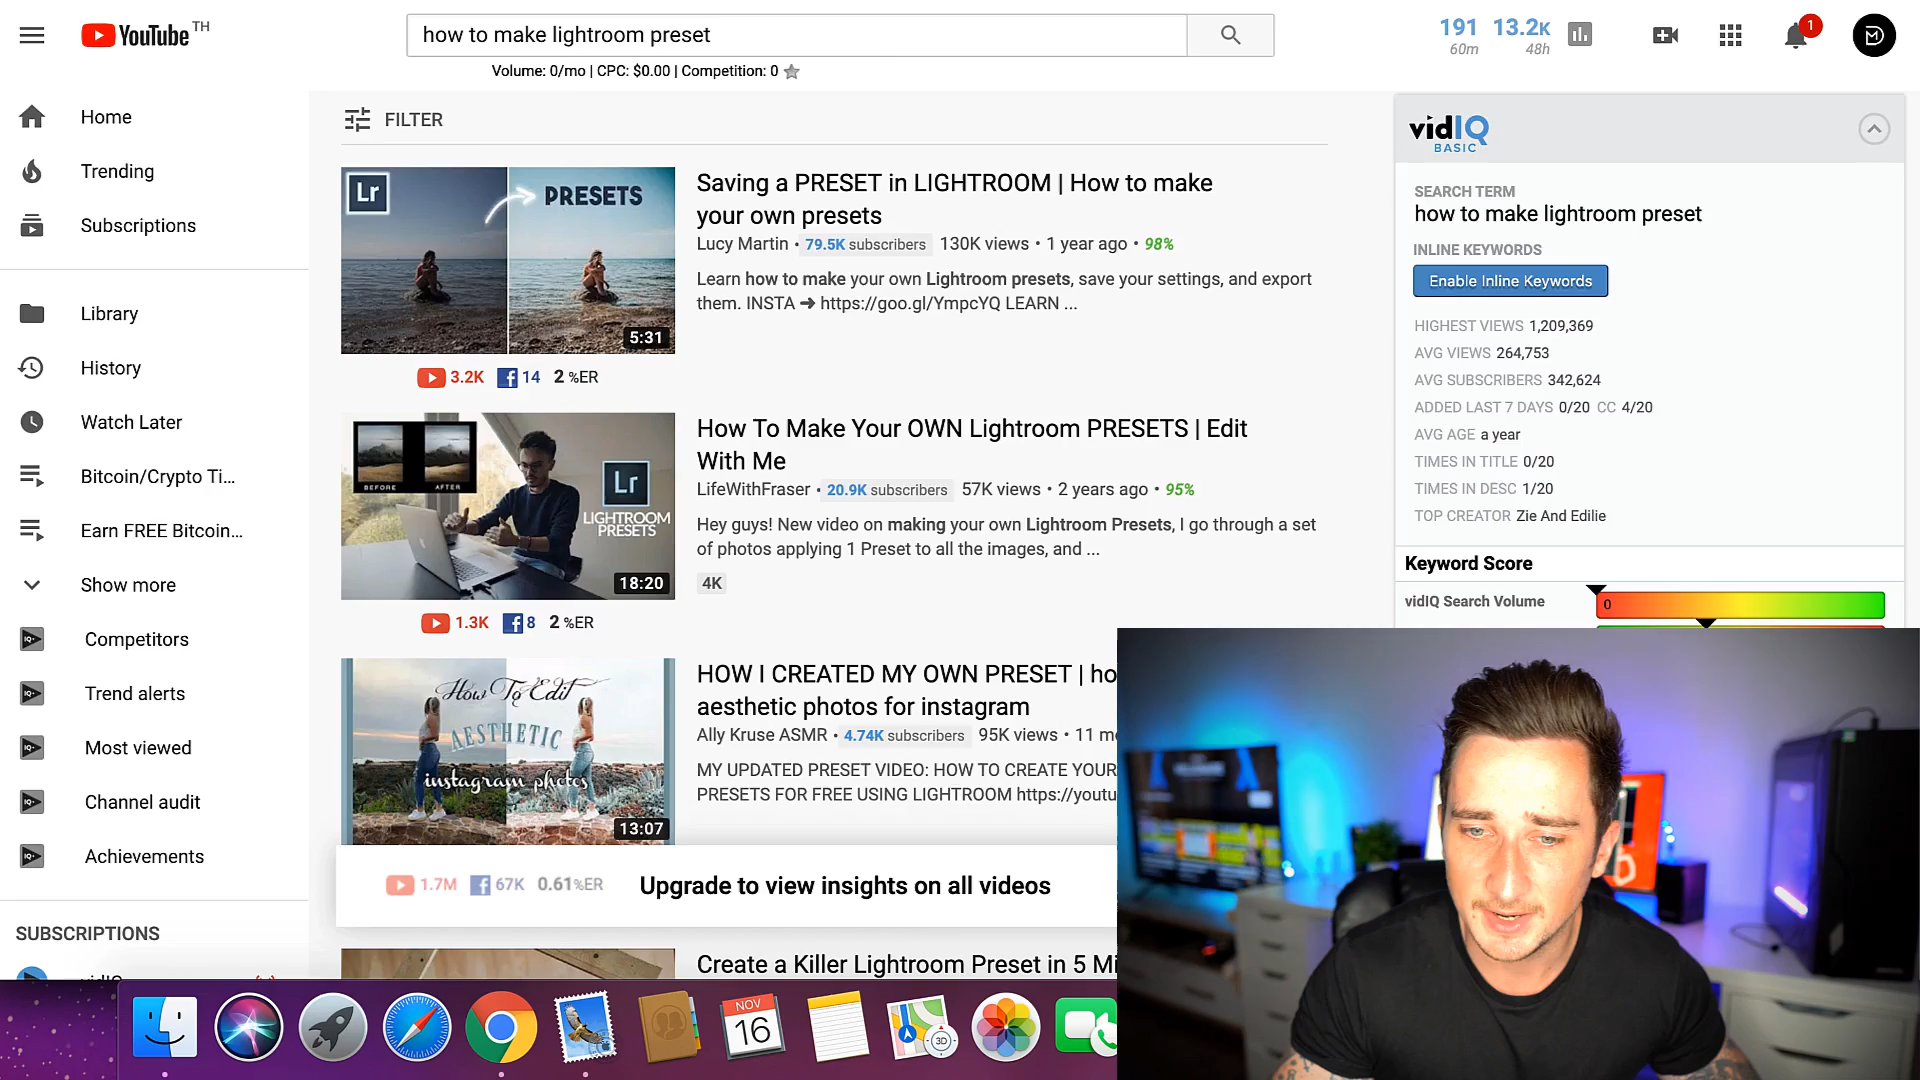 YouTube TH
how to make lightroom preset
191
60m
13.2K
48h
1
Volume: 0/mo | CPC: $0.00 | Competition: 0
Home
Trending
Subscriptions
Library
History
Watch Later
Bitcoin/Crypto Ti...
Earn FREE Bitcoin...
Show more
Competitors
Trend alerts
Most viewed
Channel audit
Achievements
SUBSCRIPTIONS
vidIQ
FILTER
Lr
PRESETS
5:31
Saving a PRESET in LIGHTROOM | How to make
your own presets
Lucy Martin • 79.5K subscribers 130K views • 1 year ago • 98%
Learn how to make your own Lightroom presets, save your settings, and export
them. INSTA ➜ https://goo.gl/YmpcYQ LEARN ...
3.2K 14 2 %ER
BEFORE AFTER
Lr
LIGHTROOM
PRESETS
18:20
How To Make Your OWN Lightroom PRESETS | Edit
With Me
LifeWithFraser • 20.9K subscribers 57K views • 2 years ago • 95%
Hey guys! New video on making your own Lightroom Presets, I go through a set
of photos applying 1 Preset to all the images, and ...
4K
1.3K 8 2 %ER
How To Edit
AESTHETIC
instagram photos
13:07
HOW I CREATED MY OWN PRESET | ho
aesthetic photos for instagram
Ally Kruse ASMR • 4.74K subscribers 95K views • 11 mo
MY UPDATED PRESET VIDEO: HOW TO CREATE YOUR
PRESETS FOR FREE USING LIGHTROOM https://youtu
1.7M 67K 0.61%ER
Upgrade to view insights on all videos
Create a Killer Lightroom Preset in 5 Mi
vidIQ
BASIC
SEARCH TERM
how to make lightroom preset
INLINE KEYWORDS
Enable Inline Keywords
HIGHEST VIEWS 1,209,369
AVG VIEWS 264,753
AVG SUBSCRIBERS 342,624
ADDED LAST 7 DAYS 0/20 CC 4/20
AVG AGE a year
TIMES IN TITLE 0/20
TIMES IN DESC 1/20
TOP CREATOR Zie And Edilie
Keyword Score
vidIQ Search Volume
0
NOV
16
3D